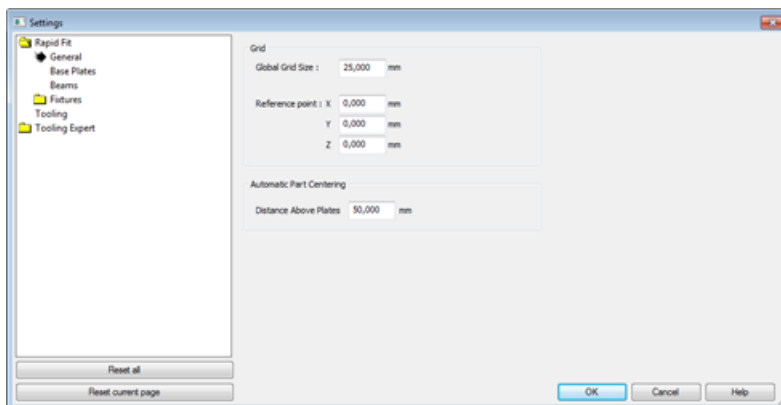 Settings
Rapid Fit
General
Base Plates
Beams
Fixtures
Tooling
Tooling Expert
Grid
Global Grid Size : 25,000 mm
Reference point : X 0,000 mm
Y 0,000 mm
Z 0,000 mm
Automatic Part Centering
Distance Above Plates 50,000 mm
Reset all
Reset current page
OK Cancel Help